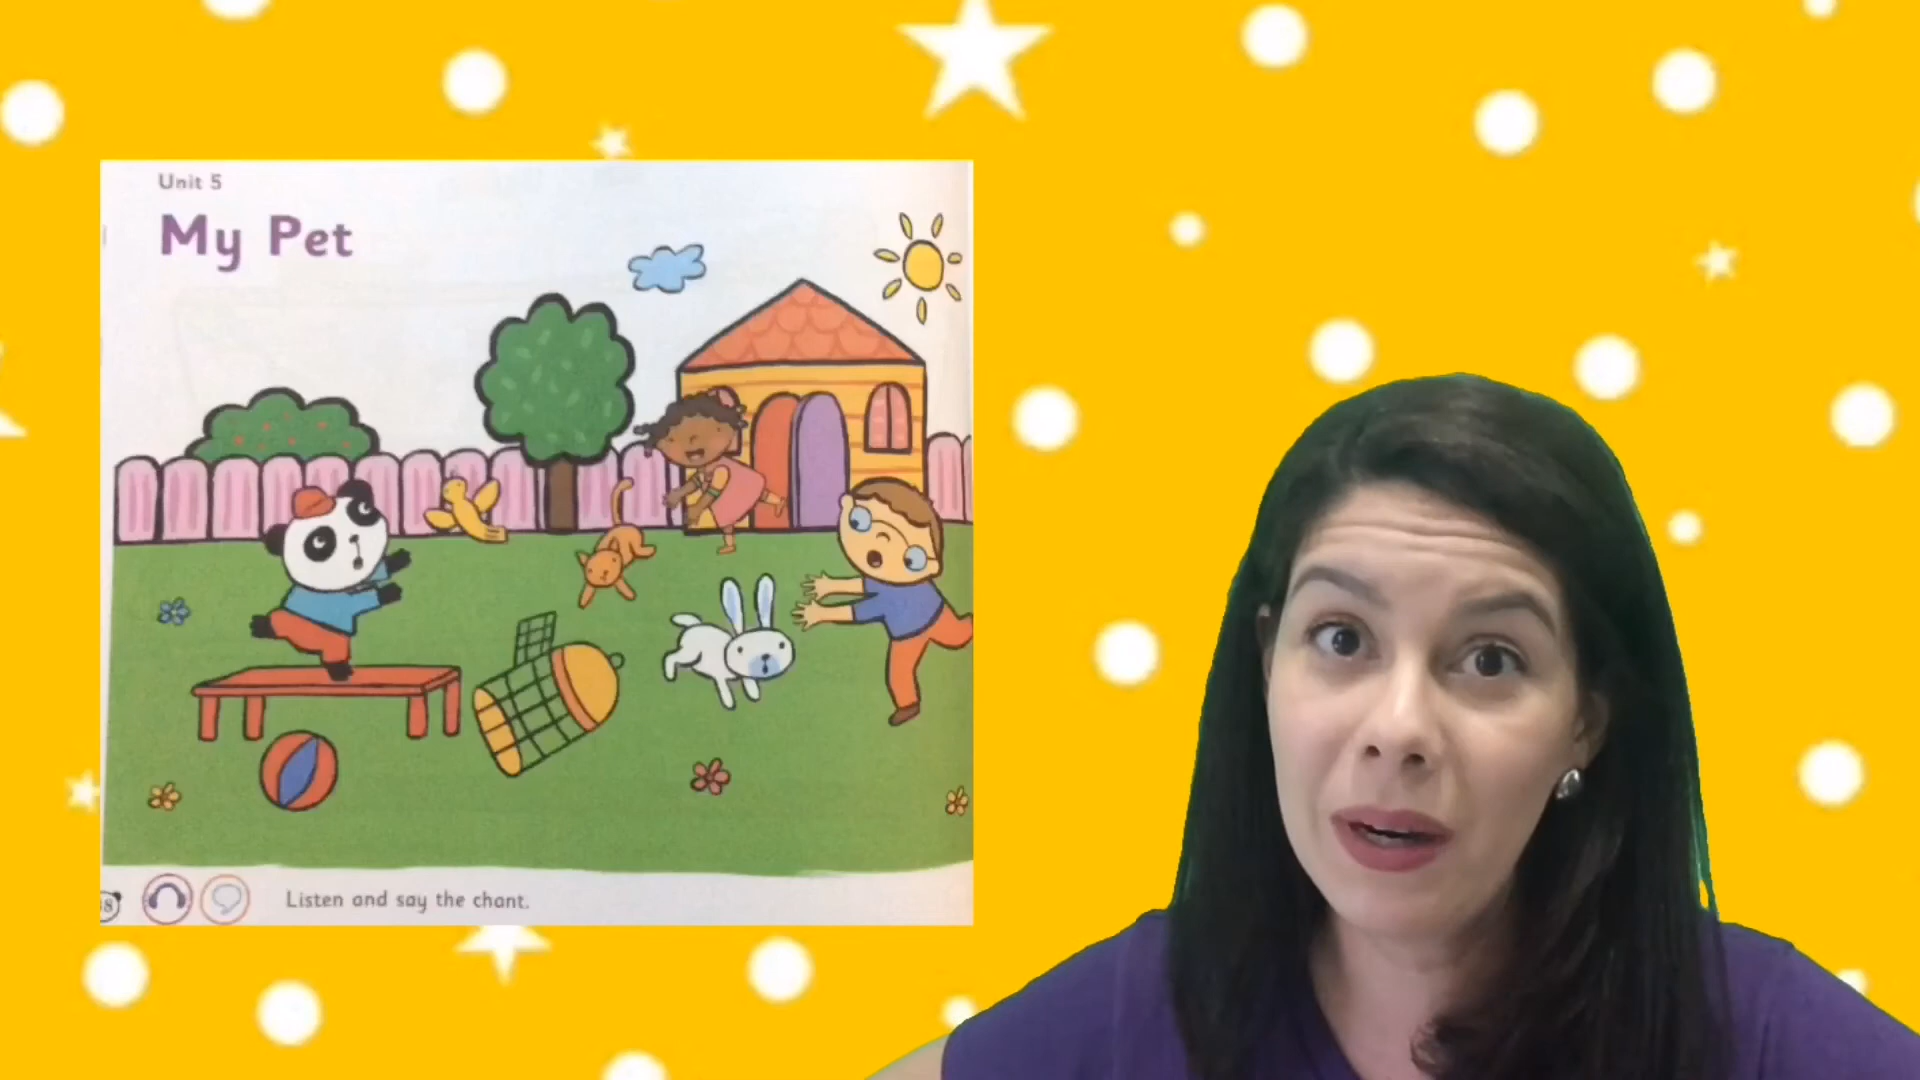 Unit 5
My Pet
Listen and say the chant.